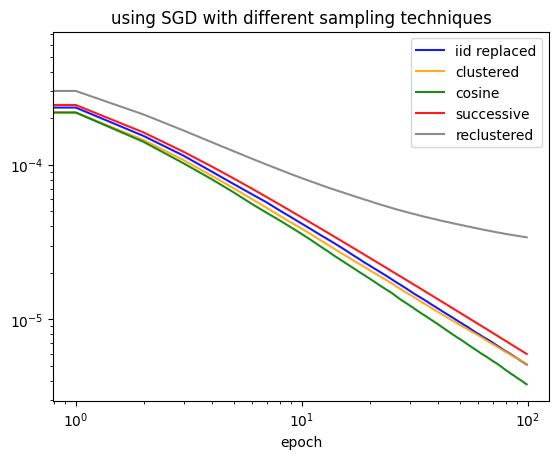 using SGD with different sampling techniques
iid replaced
clustered
cosine
successive
reclustered
10⁻⁴
10⁻⁵
10⁰
10¹
10²
epoch